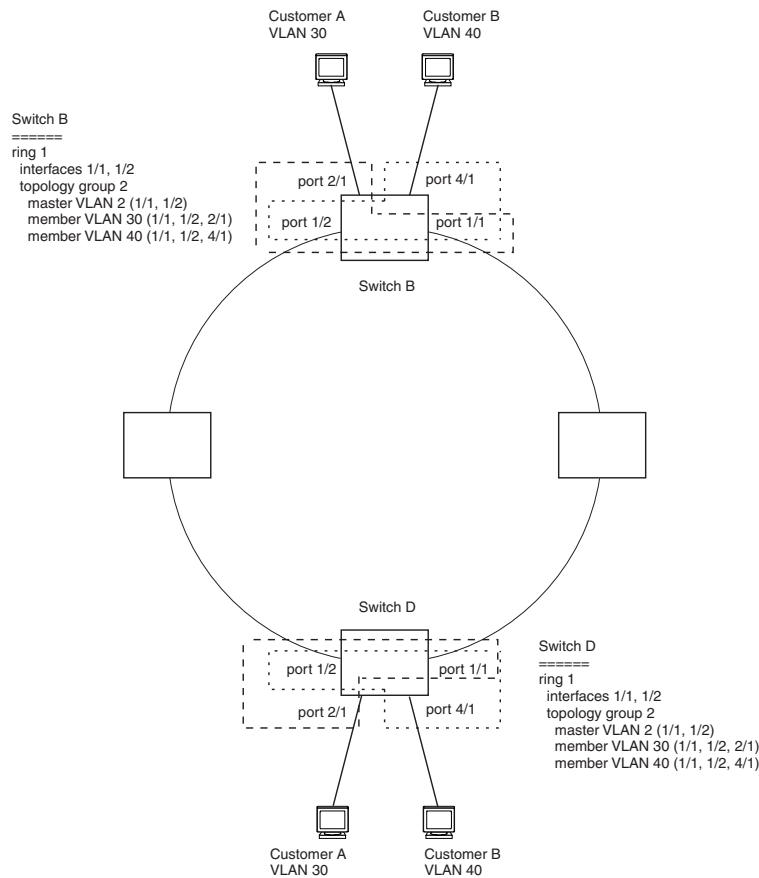 Customer A
VLAN 30
Customer B
VLAN 40
Switch B
======
ring 1
interfaces 1/1, 1/2
topology group 2
master VLAN 2 (1/1, 1/2)
member VLAN 30 (1/1, 1/2, 2/1)
member VLAN 40 (1/1, 1/2, 4/1)
port 2/1
port 4/1
port 1/2
port 1/1
Switch B
Switch D
port 1/2
port 1/1
port 2/1
port 4/1
Switch D
======
ring 1
interfaces 1/1, 1/2
topology group 2
master VLAN 2 (1/1, 1/2)
member VLAN 30 (1/1, 1/2, 2/1)
member VLAN 40 (1/1, 1/2, 4/1)
Customer A
VLAN 30
Customer B
VLAN 40